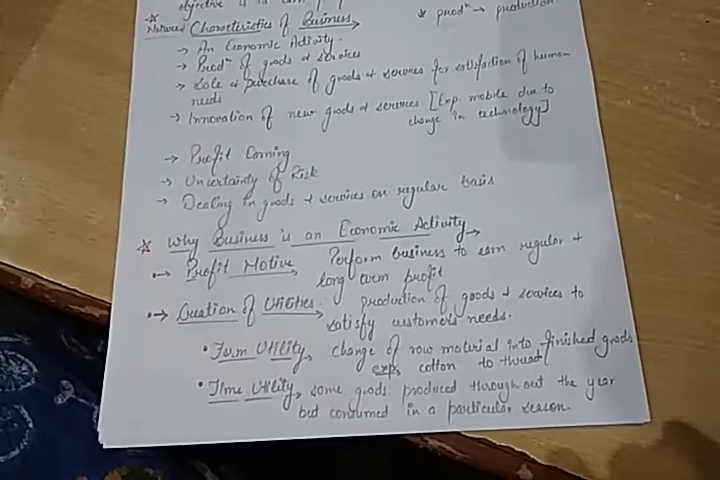 objective
* prodⁿ → production
Nature/ Characteristics of Business →
→ An Economic Activity.
→ Prodⁿ of goods & services
→ Sale & purchase of goods & services for satisfaction of human needs
→ Innovation of new goods & services [Exp. mobile due to change in technology]
→ Profit Earning
→ Uncertainty of Risk
→ Dealing in goods & services on regular basis
* Why Business is an Economic Activity →
→ Profit Motive → Perform business to earn regular & long term profit
→ Creation of Utilities → production of goods & services to satisfy customers needs.
• Form Utility → change of raw material into finished goods
exp → cotton to thread
• Time Utility → some goods produced through out the year
but consumed in a particular season.